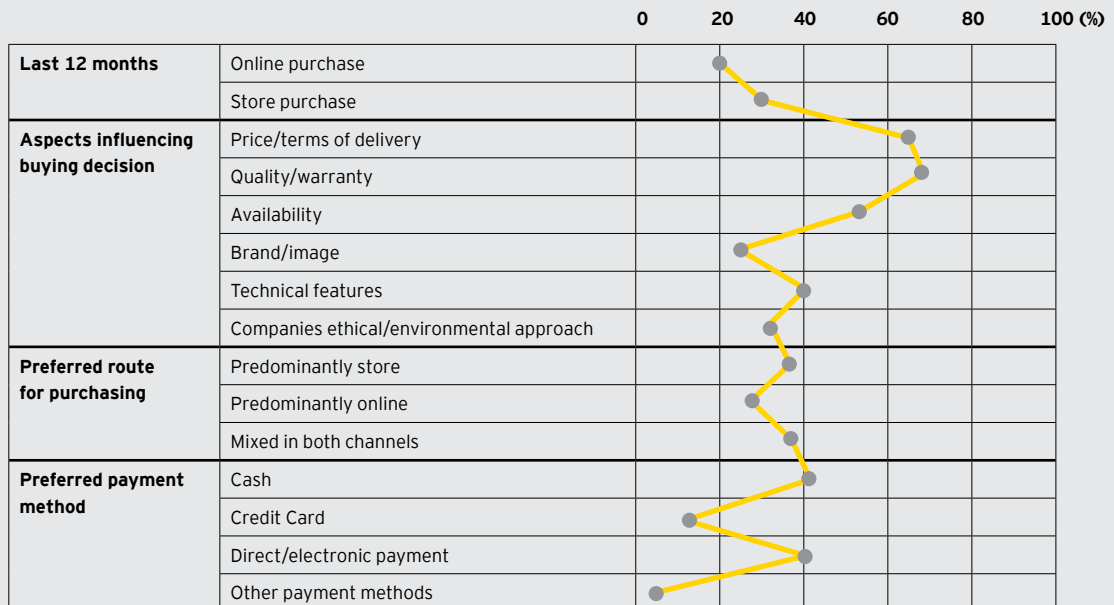 0 20 40 60 80 100 (%)
Last 12 months
Online purchase
Store purchase
Aspects influencing
buying decision
Price/terms of delivery
Quality/warranty
Availability
Brand/image
Technical features
Companies ethical/environmental approach
Preferred route
for purchasing
Predominantly store
Predominantly online
Mixed in both channels
Preferred payment
method
Cash
Credit Card
Direct/electronic payment
Other payment methods